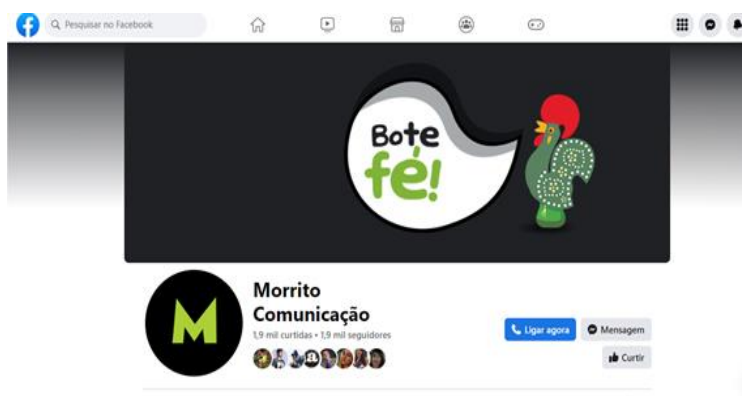 Pesquisar no Facebook
Bote
fé!
M
Morrito
Comunicação
1,9 mil curtidas • 1,9 mil seguidores
Ligar agora
Mensagem
Curtir